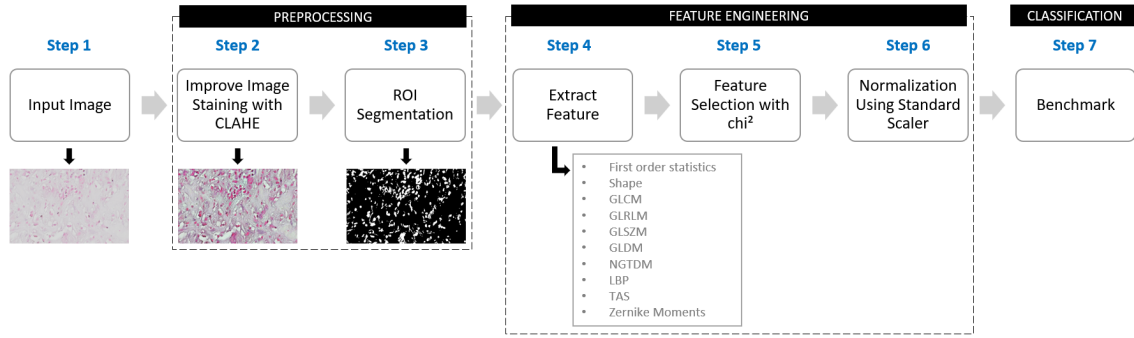 PREPROCESSING
FEATURE ENGINEERING
CLASSIFICATION
Step 1
Step 2
Step 3
Step 4
Step 5
Step 6
Step 7
Input Image
Improve Image
Staining with
CLAHE
ROI
Segmentation
Extract
Feature
Feature
Selection with
chi²
Normalization
Using Standard
Scaler
Benchmark
• First order statistics
• Shape
• GLCM
• GLRLM
• GLSZM
• GLDM
• NGTDM
• LBP
• TAS
• Zernike Moments